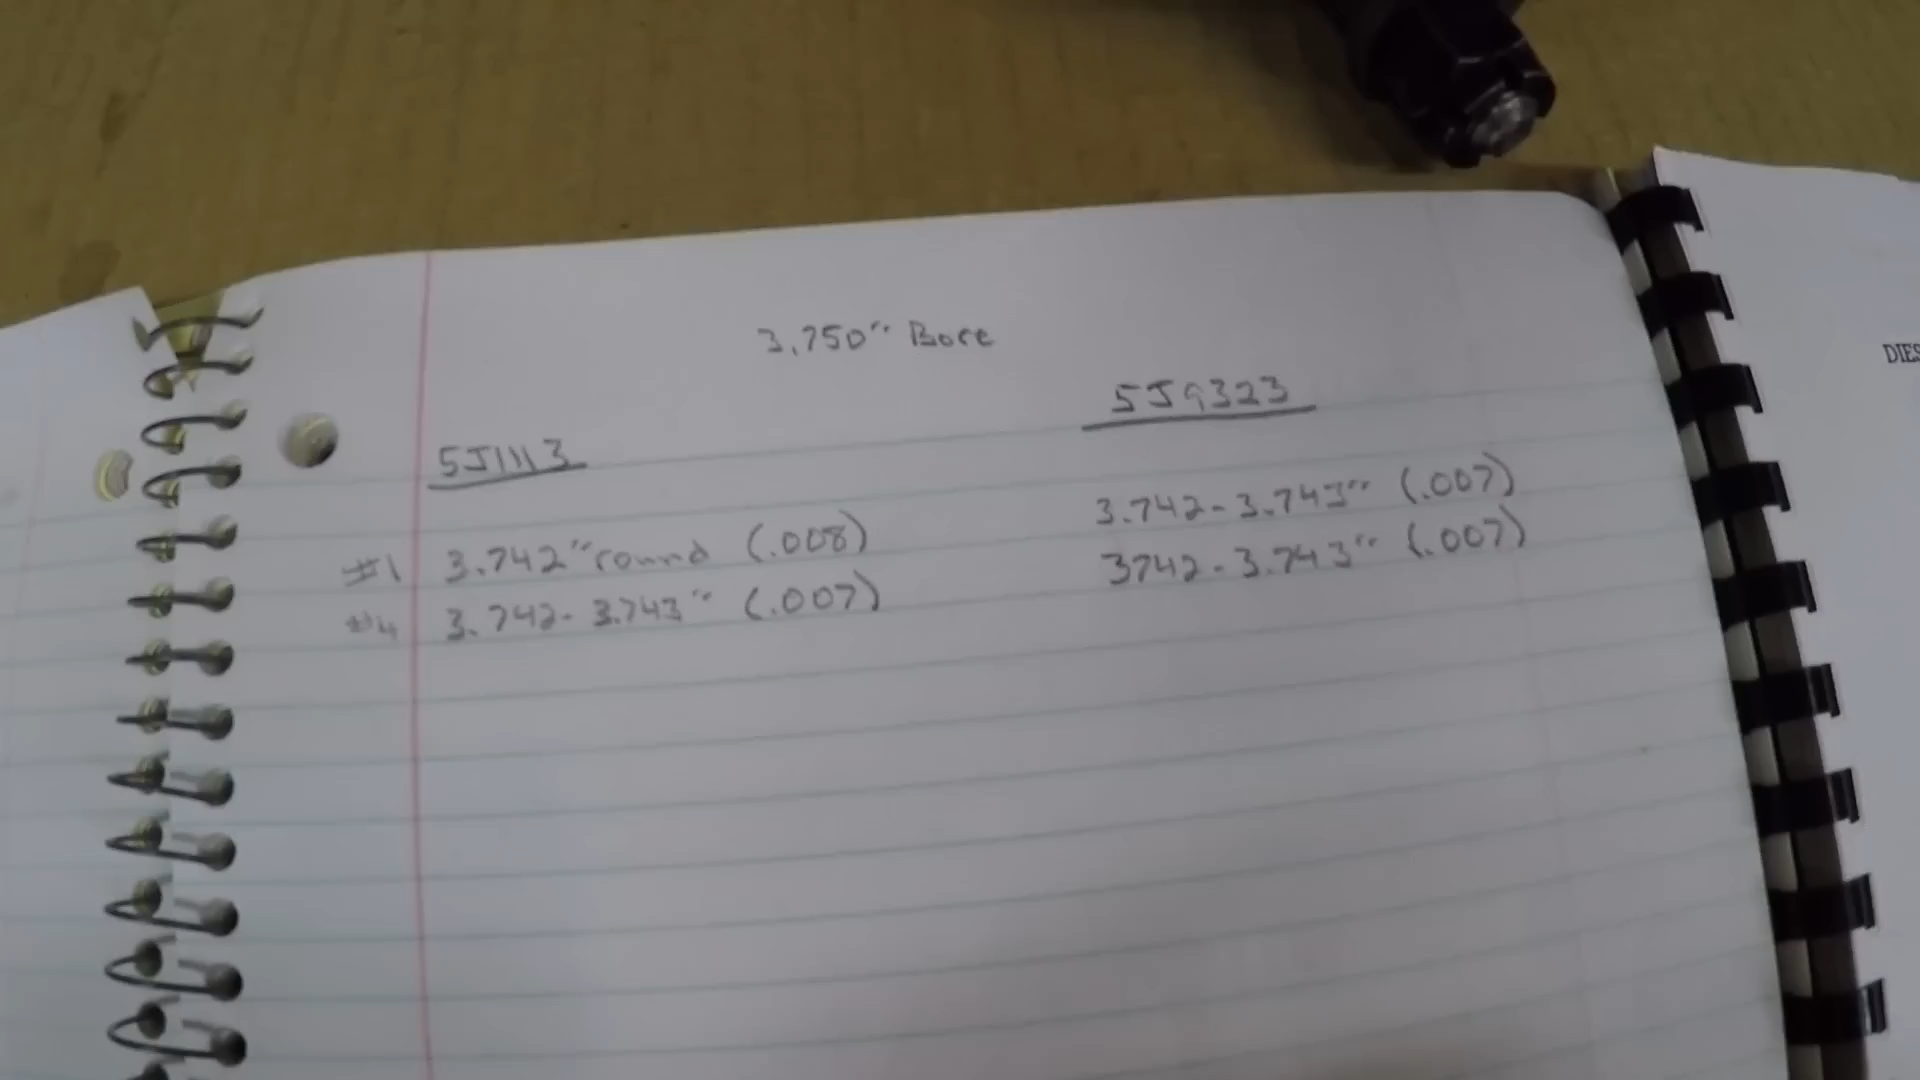 3.750" Bore
5J1113
5J9323
#1 3.742" round (.008)
3.742-3.743" (.007)
#4 3.742-3.743" (.007)
3742-3.743" (.007)
DIES